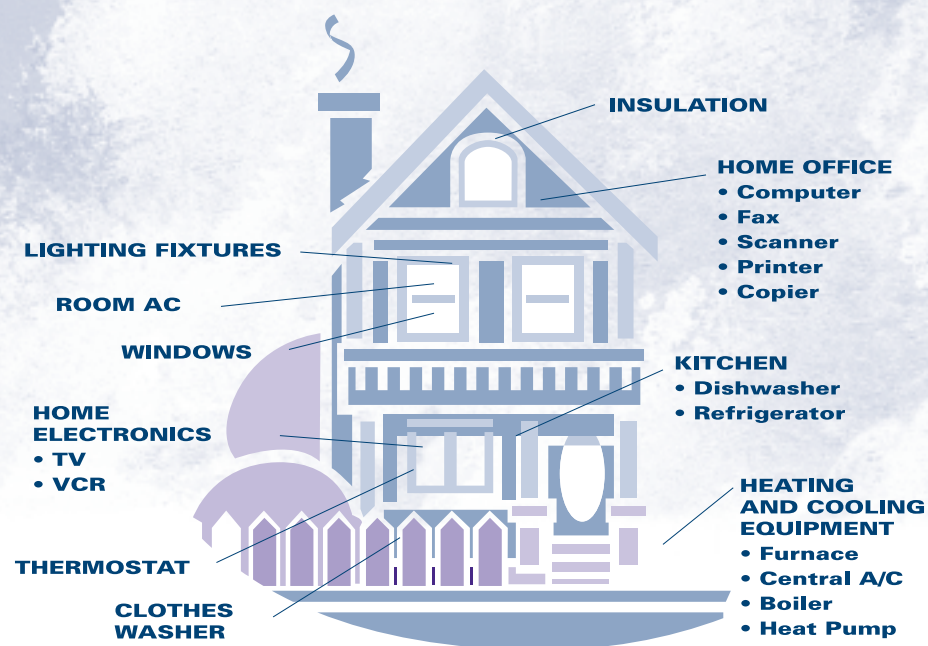 INSULATION
HOME OFFICE
• Computer
• Fax
• Scanner
• Printer
• Copier
LIGHTING FIXTURES
ROOM AC
WINDOWS
KITCHEN
• Dishwasher
• Refrigerator
HOME
ELECTRONICS
• TV
• VCR
HEATING
AND COOLING
EQUIPMENT
• Furnace
• Central A/C
• Boiler
• Heat Pump
THERMOSTAT
CLOTHES
WASHER